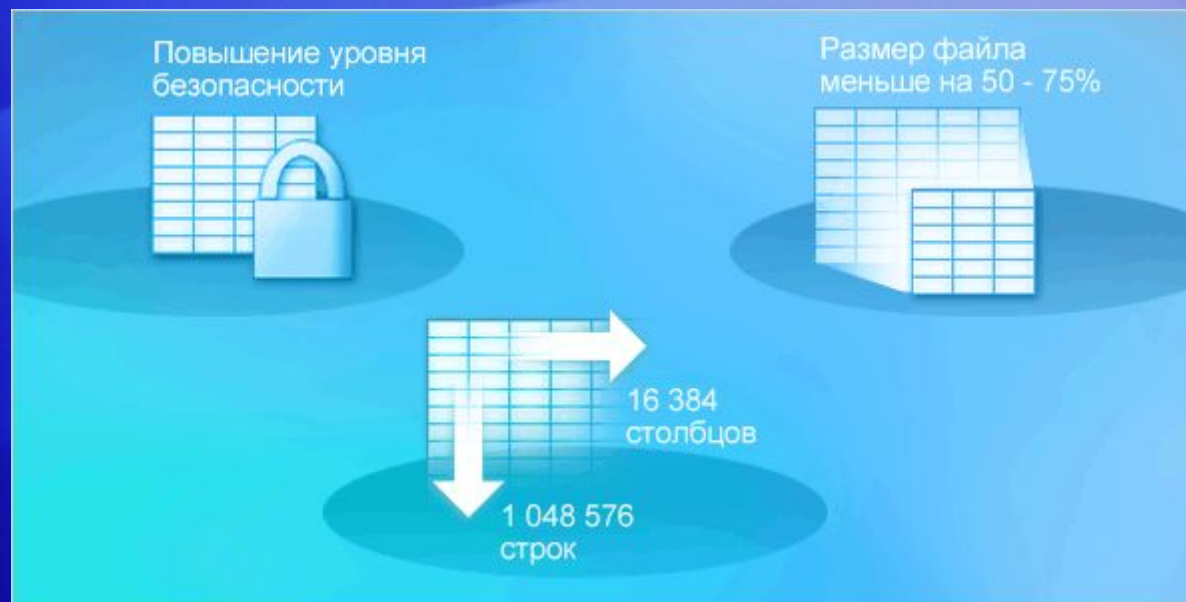 Повышение уровня
безопасности
Размер файла
меньше на 50 - 75%
16 384
столбцов
1 048 576
строк